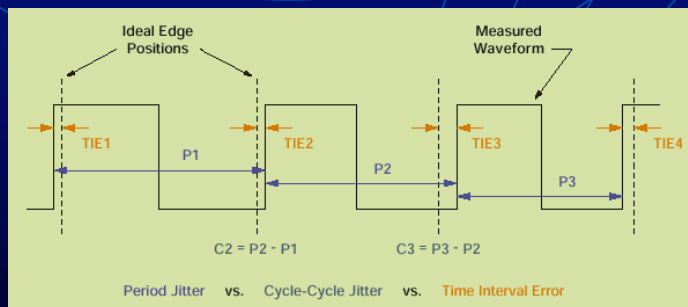 Ideal Edge
Positions
Measured
Waveform
TIE1
TIE2
TIE3
TIE4
P1
P2
P3
C2 = P2 - P1
C3 = P3 - P2
Period Jitter vs. Cycle-Cycle Jitter vs. Time Interval Error